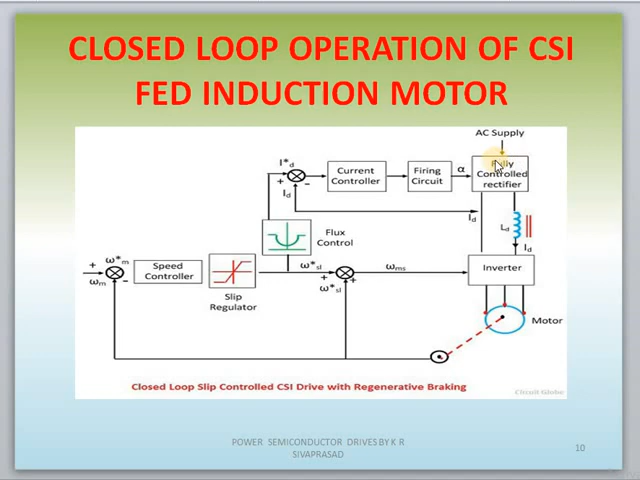 CLOSED LOOP OPERATION OF CSI
FED INDUCTION MOTOR
AC Supply
I*d
+
-
Id
Current
Controller
Firing
Circuit
α
Fully
Controlled
rectifier
Id
Ld
Id
Flux
Control
ω*m
+
ωm
-
Speed
Controller
Slip
Regulator
ω*sl
+
ω*sl
+
ωms
Inverter
Motor
Closed Loop Slip Controlled CSI Drive with Regenerative Braking
Circuit Globe
POWER SEMICONDUCTOR DRIVES BY K R
SIVAPRASAD
10